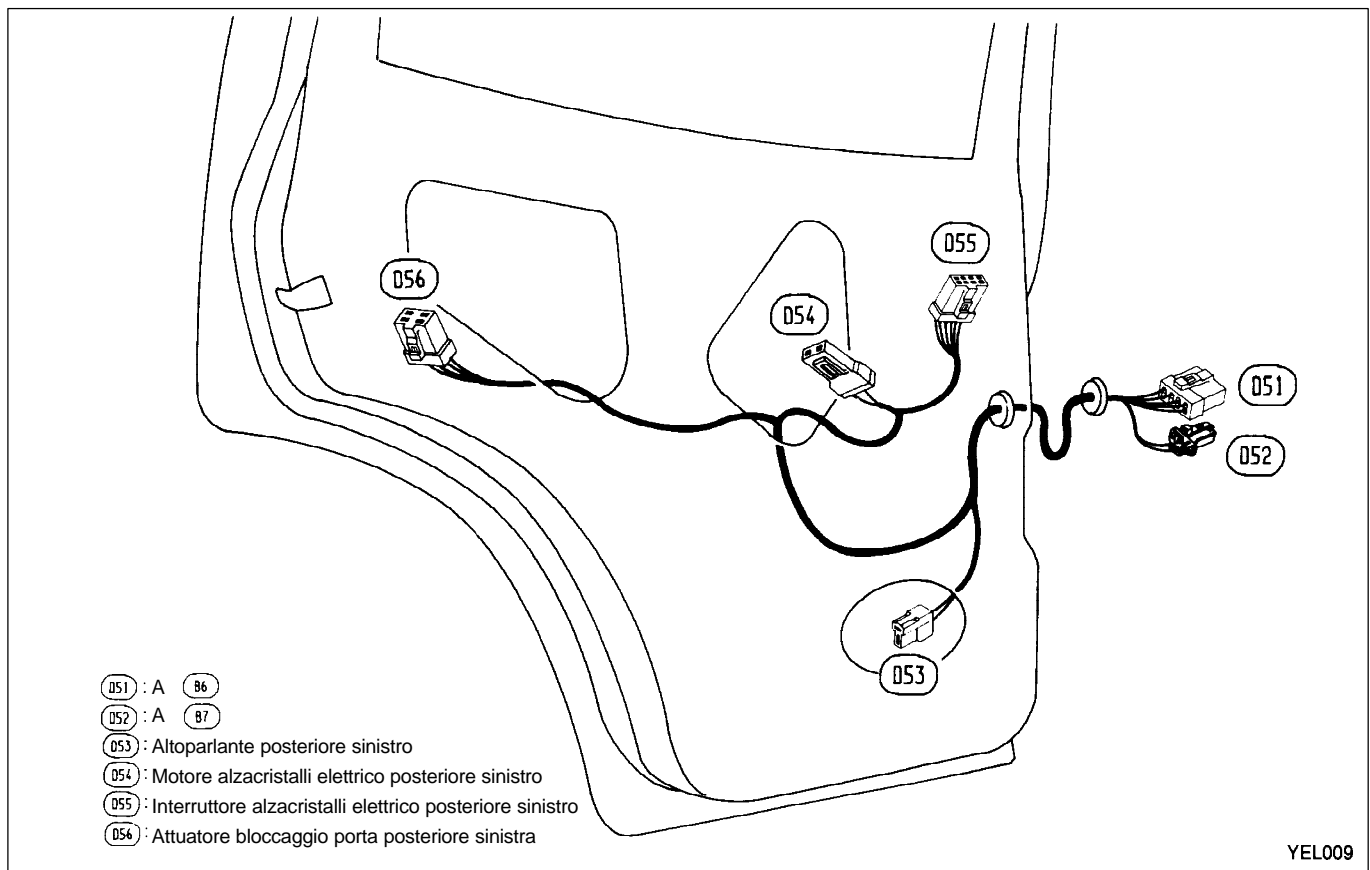 D55
D56
D54
D51
D52
D53
D51 : A B6
D52 : A B7
D53 : Altoparlante posteriore sinistro
D54 : Motore alzacristalli elettrico posteriore sinistro
D55 : Interruttore alzacristalli elettrico posteriore sinistro
D56 : Attuatore bloccaggio porta posteriore sinistra
YEL009